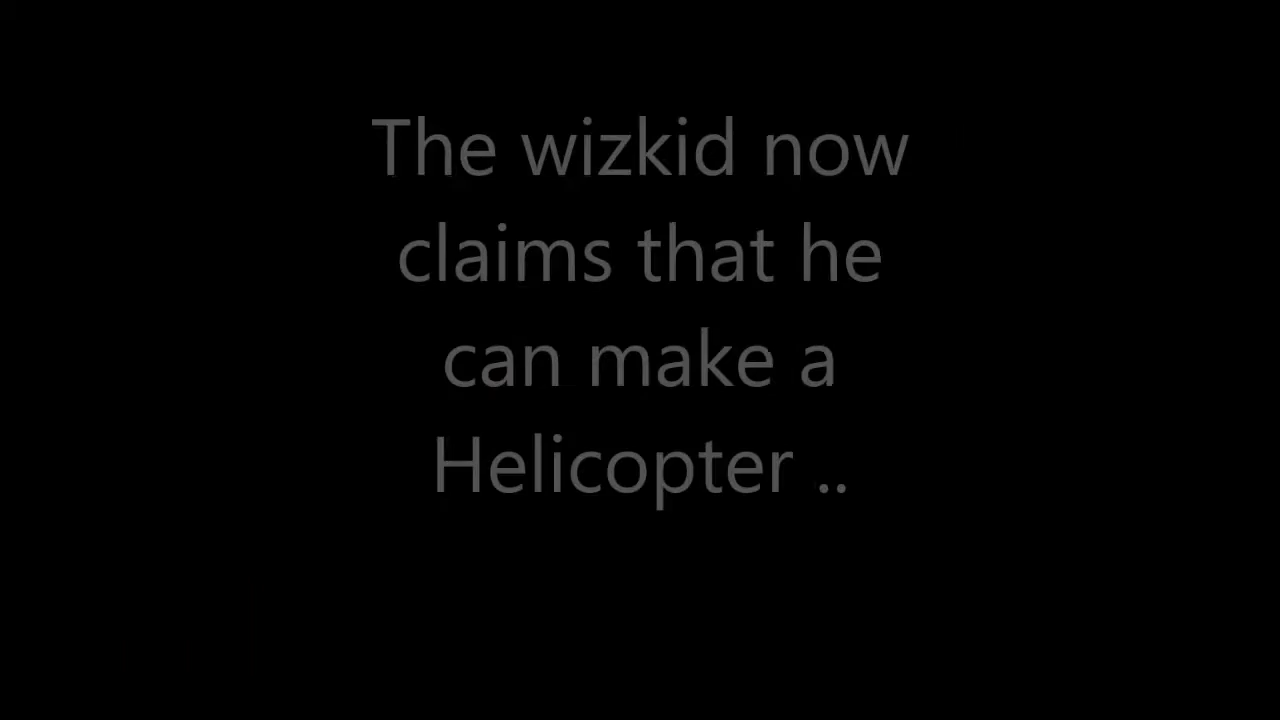 The wizkid now
claims that he
can make a
Helicopter ..